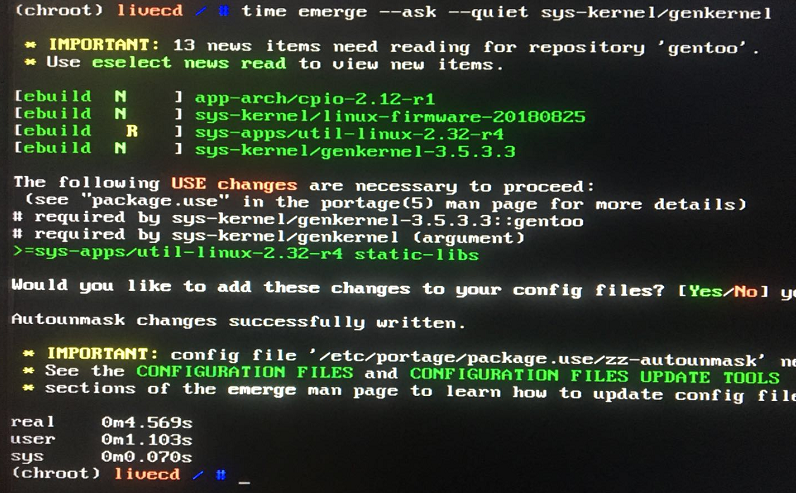 (chroot) livecd / # time emerge --ask --quiet sys-kernel/genkernel
* IMPORTANT: 13 news items need reading for repository 'gentoo'.
* Use eselect news read to view new items.
[ebuild  N     ] app-arch/cpio-2.12-r1
[ebuild  N     ] sys-kernel/linux-firmware-20180825
[ebuild   R    ] sys-apps/util-linux-2.32-r4
[ebuild  N     ] sys-kernel/genkernel-3.5.3.3
The following USE changes are necessary to proceed:
(see "package.use" in the portage(5) man page for more details)
# required by sys-kernel/genkernel-3.5.3.3::gentoo
# required by sys-kernel/genkernel (argument)
>=sys-apps/util-linux-2.32-r4 static-libs
Would you like to add these changes to your config files? [Yes/No] ye
Autounmask changes successfully written.
* IMPORTANT: config file '/etc/portage/package.use/zz-autounmask' ne
* See the CONFIGURATION FILES and CONFIGURATION FILES UPDATE TOOLS
* sections of the emerge man page to learn how to update config file
real    0m4.569s
user    0m1.103s
sys     0m0.070s
(chroot) livecd / # _